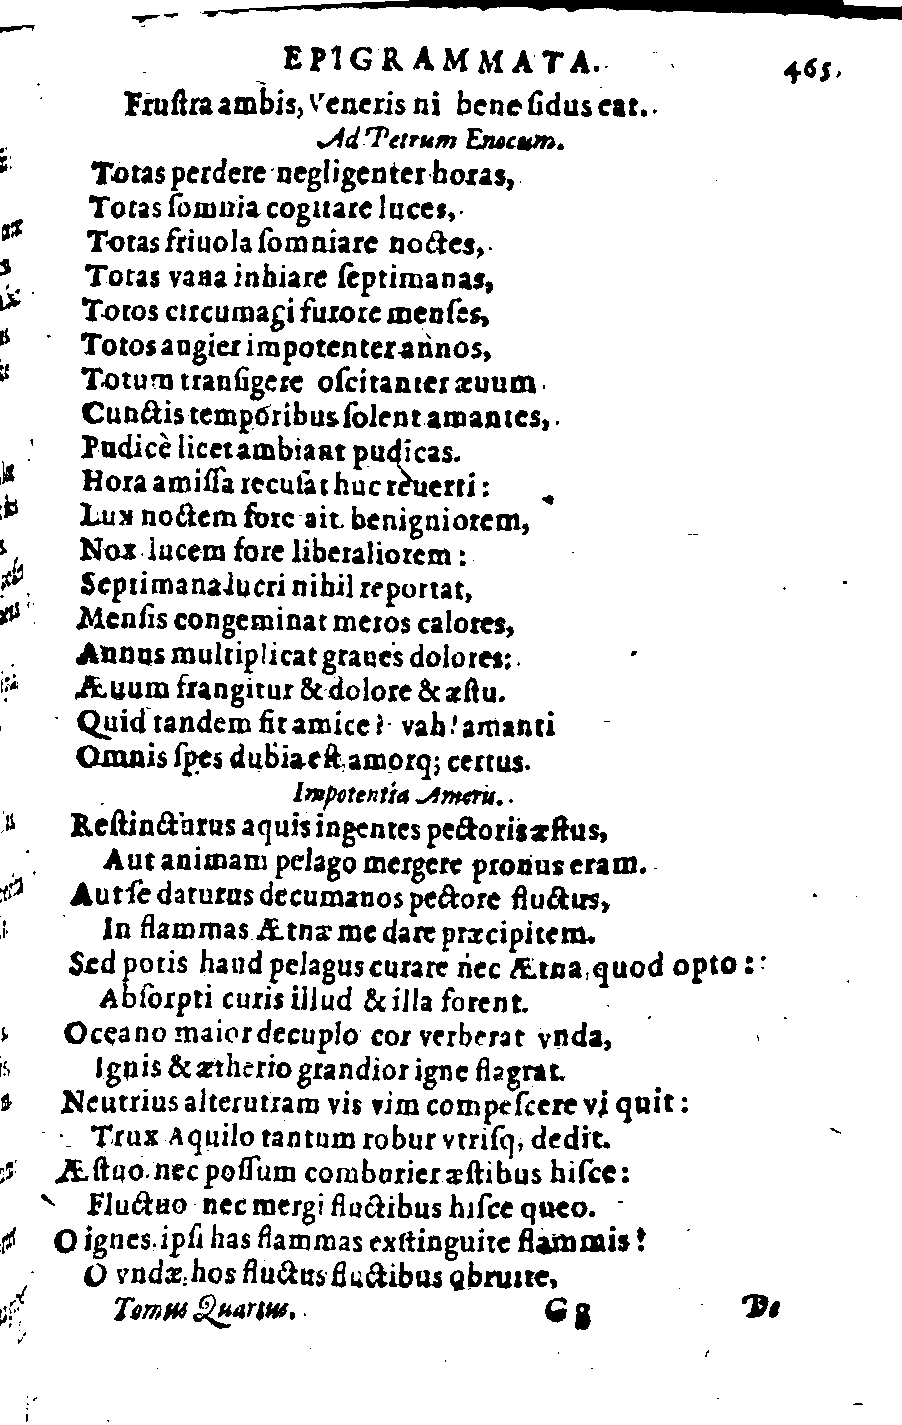 EPIGRAMMATA. 465.
Frustra ambis, Veneris ni bene sidus eat.
Ad Petrum Enocum.
Totas perdere negligenter horas,
Totas somnia cogitare luces,
Totas friuola somniare noctes,
Totas vana inhiare septimanas,
Totos circumagi furore menses,
Totos angier impotenter annos,
Totum transigere oscitanter æuum
Cunctis temporibus solent amantes,
Pudicè licet ambiant pudicas.
Hora amissa recusat huc reuerti:
Lux noctem fore ait benigniorem,
Nox lucem fore liberaliorem:
Septimana lucri nihil reportat,
Mensis congeminat meros calores,
Annus multiplicat graues dolores:
Æuum frangitur & dolore & æstu.
Quid tandem fit amice? vah! amanti
Omnis spes dubia est, amorq; certus.
Impotentia Amoris.
Restincturus aquis ingentes pectoris æstus,
Aut animam pelago mergere pronus eram.
Aut se daturus decumanos pectore fluctus,
In flammas Ætnæ me dare præcipitem.
Sed potis haud pelagus curare nec Ætna, quod opto:
Absorpti curis illud & illa forent.
Oceano maior decuplo cor verberat vnda,
Ignis & ætherio grandior igne flagrat.
Neutrius alterutram vis vim compescere vi quit:
Trux Aquilo tantum robur vtrisq, dedit.
Æstuo nec possum comburier æstibus hisce:
Fluctuo nec mergi fluctibus hisce queo.
O ignes ipsi has flammas exstinguite flammis!
O vndæ hos fluctus fluctibus obruite,
Tomus Quartus. Gg De